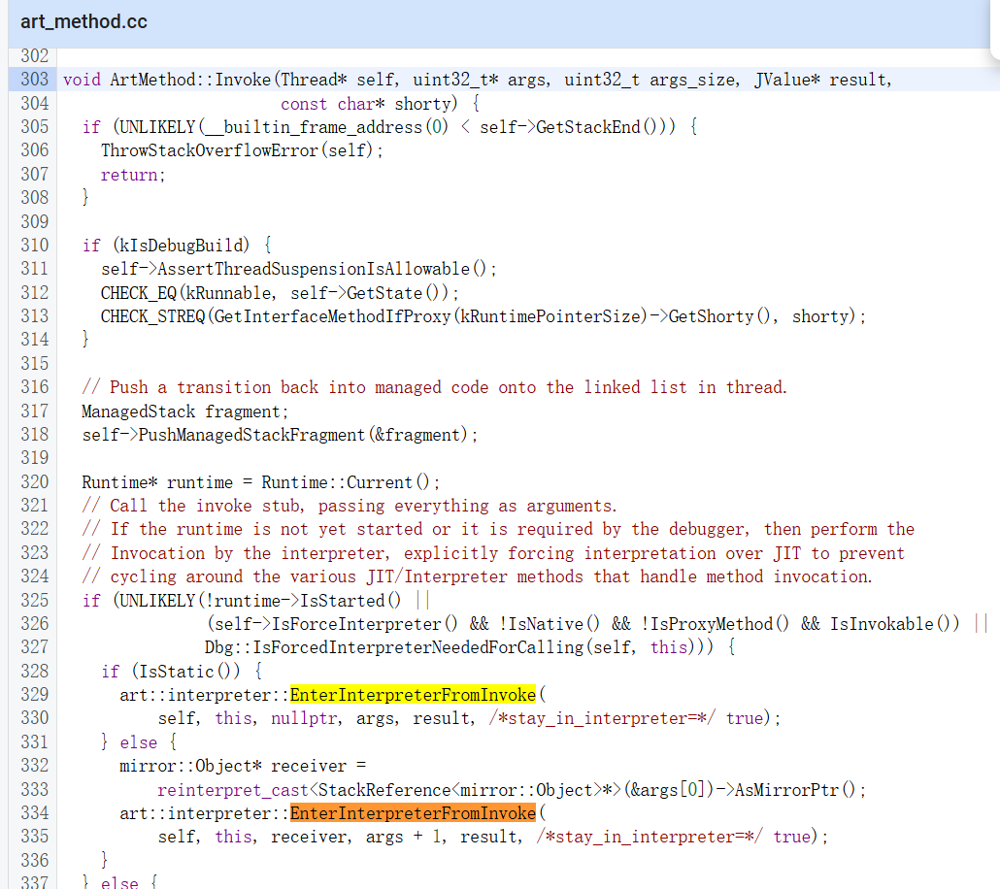 art_method.cc
302
303 void ArtMethod::Invoke(Thread* self, uint32_t* args, uint32_t args_size, JValue* result,
304                        const char* shorty) {
305   if (UNLIKELY(__builtin_frame_address(0) < self->GetStackEnd())) {
306     ThrowStackOverflowError(self);
307     return;
308   }
309
310   if (kIsDebugBuild) {
311     self->AssertThreadSuspensionIsAllowable();
312     CHECK_EQ(kRunnable, self->GetState());
313     CHECK_STREQ(GetInterfaceMethodIfProxy(kRuntimePointerSize)->GetShorty(), shorty);
314   }
315
316   // Push a transition back into managed code onto the linked list in thread.
317   ManagedStack fragment;
318   self->PushManagedStackFragment(&fragment);
319
320   Runtime* runtime = Runtime::Current();
321   // Call the invoke stub, passing everything as arguments.
322   // If the runtime is not yet started or it is required by the debugger, then perform the
323   // Invocation by the interpreter, explicitly forcing interpretation over JIT to prevent
324   // cycling around the various JIT/Interpreter methods that handle method invocation.
325   if (UNLIKELY(!runtime->IsStarted() ||
326                (self->IsForceInterpreter() && !IsNative() && !IsProxyMethod() && IsInvokable()) ||
327                Dbg::IsForcedInterpreterNeededForCalling(self, this))) {
328     if (IsStatic()) {
329       art::interpreter::EnterInterpreterFromInvoke(
330           self, this, nullptr, args, result, /*stay_in_interpreter=*/ true);
331     } else {
332       mirror::Object* receiver =
333           reinterpret_cast<StackReference<mirror::Object>*>(&args[0])->AsMirrorPtr();
334       art::interpreter::EnterInterpreterFromInvoke(
335           self, this, receiver, args + 1, result, /*stay_in_interpreter=*/ true);
336     }
337   } else {